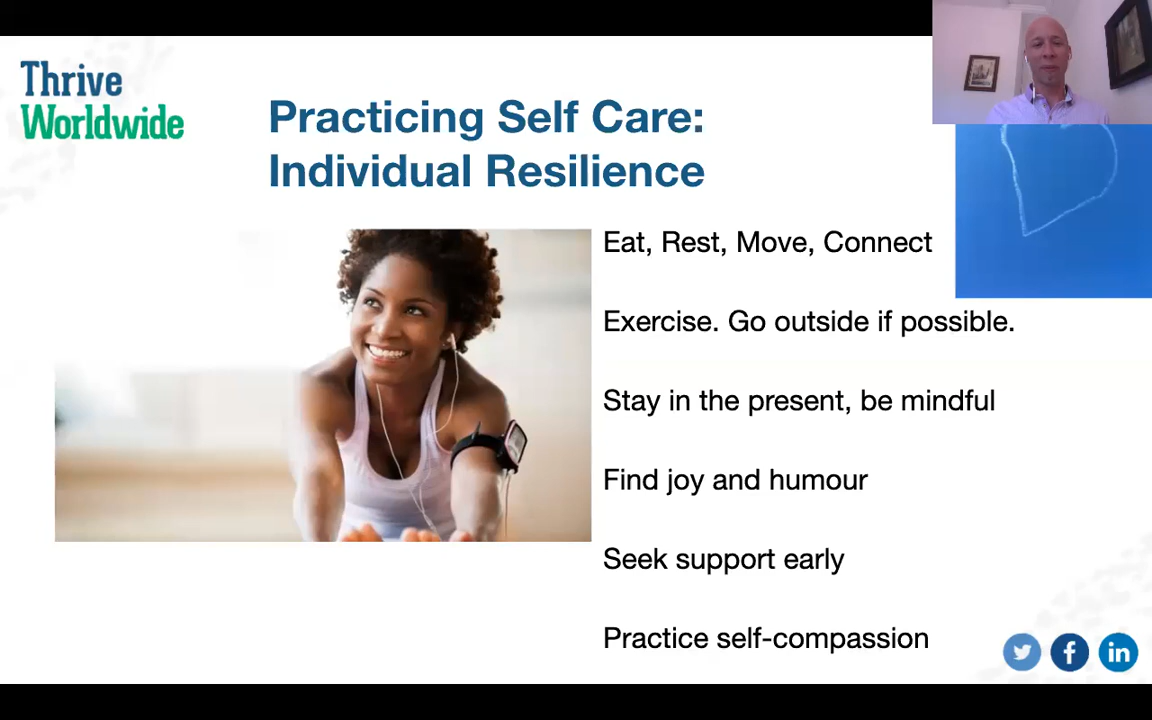 Thrive
Worldwide
Practicing Self Care:
Individual Resilience
Eat, Rest, Move, Connect
Exercise. Go outside if possible.
Stay in the present, be mindful
Find joy and humour
Seek support early
Practice self-compassion